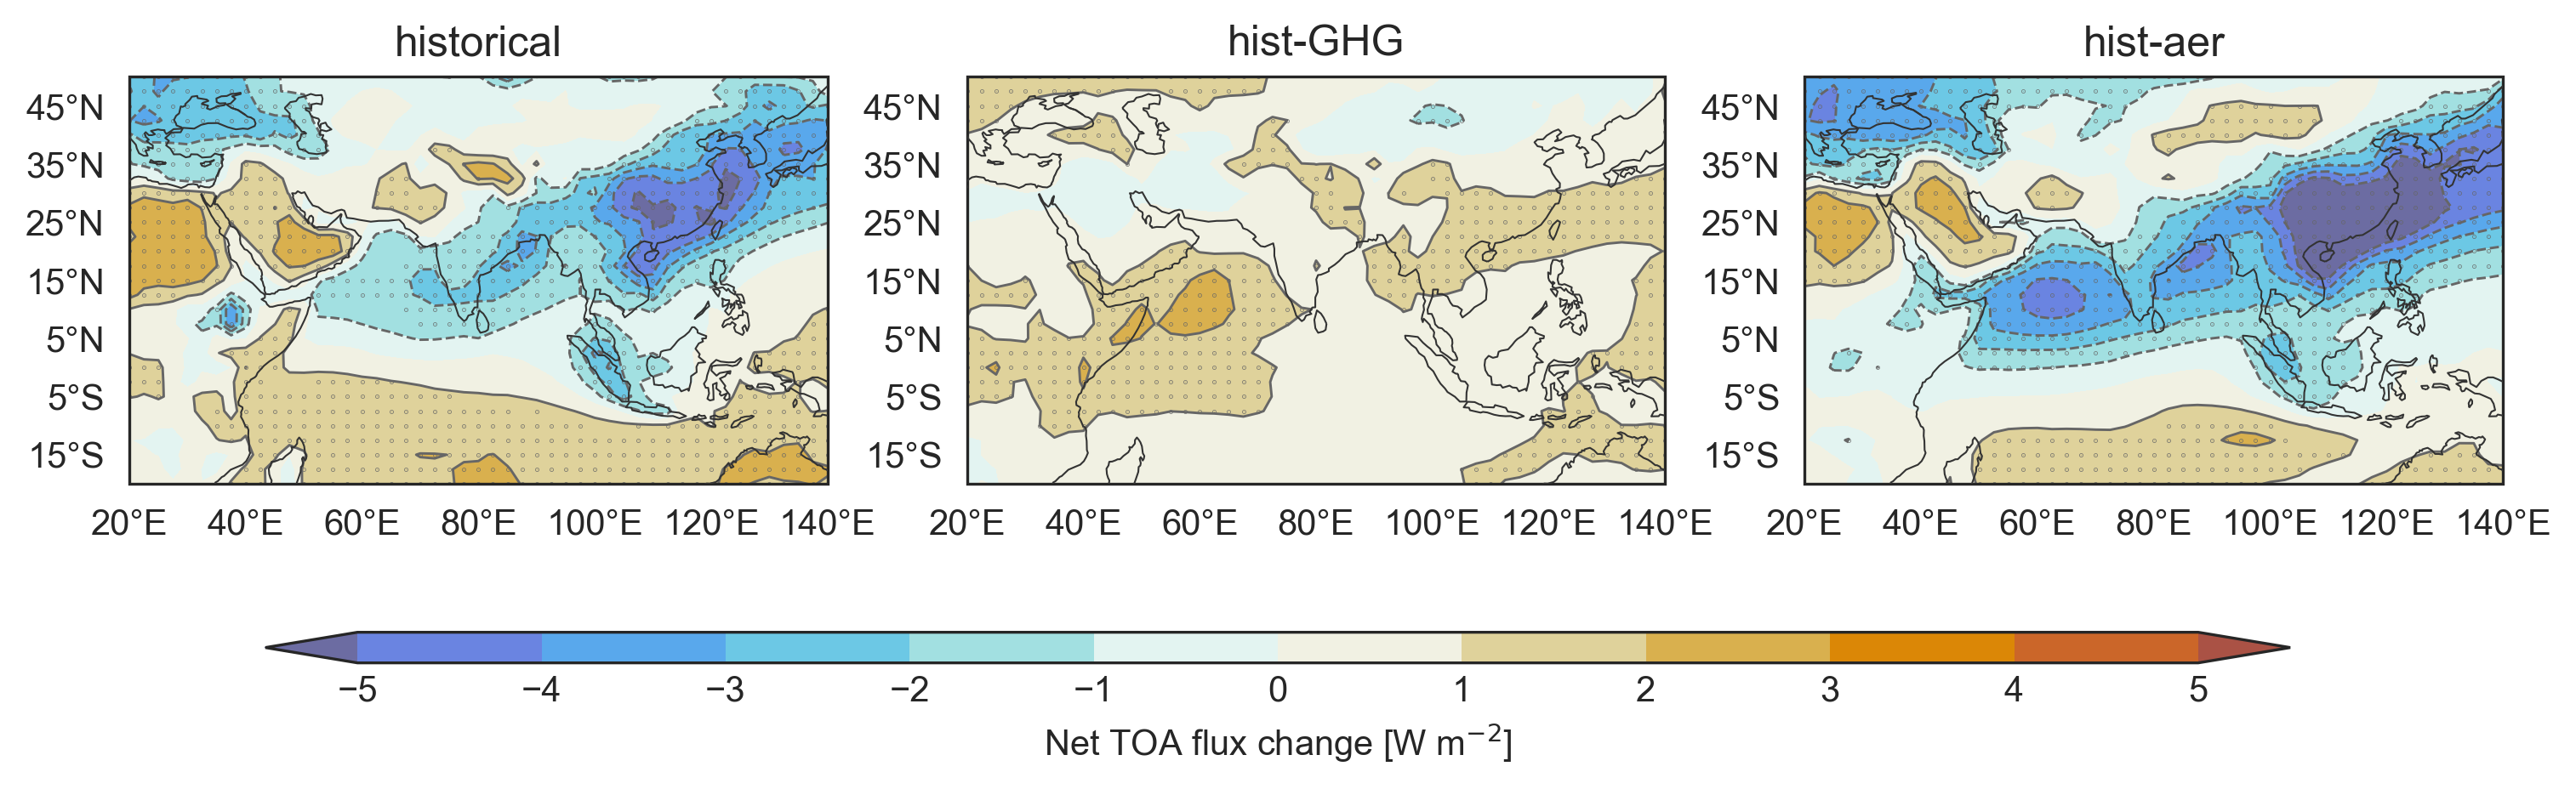 historical
hist-GHG
hist-aer
45°N
35°N
25°N
15°N
5°N
5°S
15°S
20°E 40°E 60°E 80°E 100°E 120°E 140°E
45°N
35°N
25°N
15°N
5°N
5°S
15°S
20°E 40°E 60°E 80°E 100°E 120°E 140°E
45°N
35°N
25°N
15°N
5°N
5°S
15°S
20°E 40°E 60°E 80°E 100°E 120°E 140°E
−5 −4 −3 −2 −1 0 1 2 3 4 5
Net TOA flux change [W m⁻²]